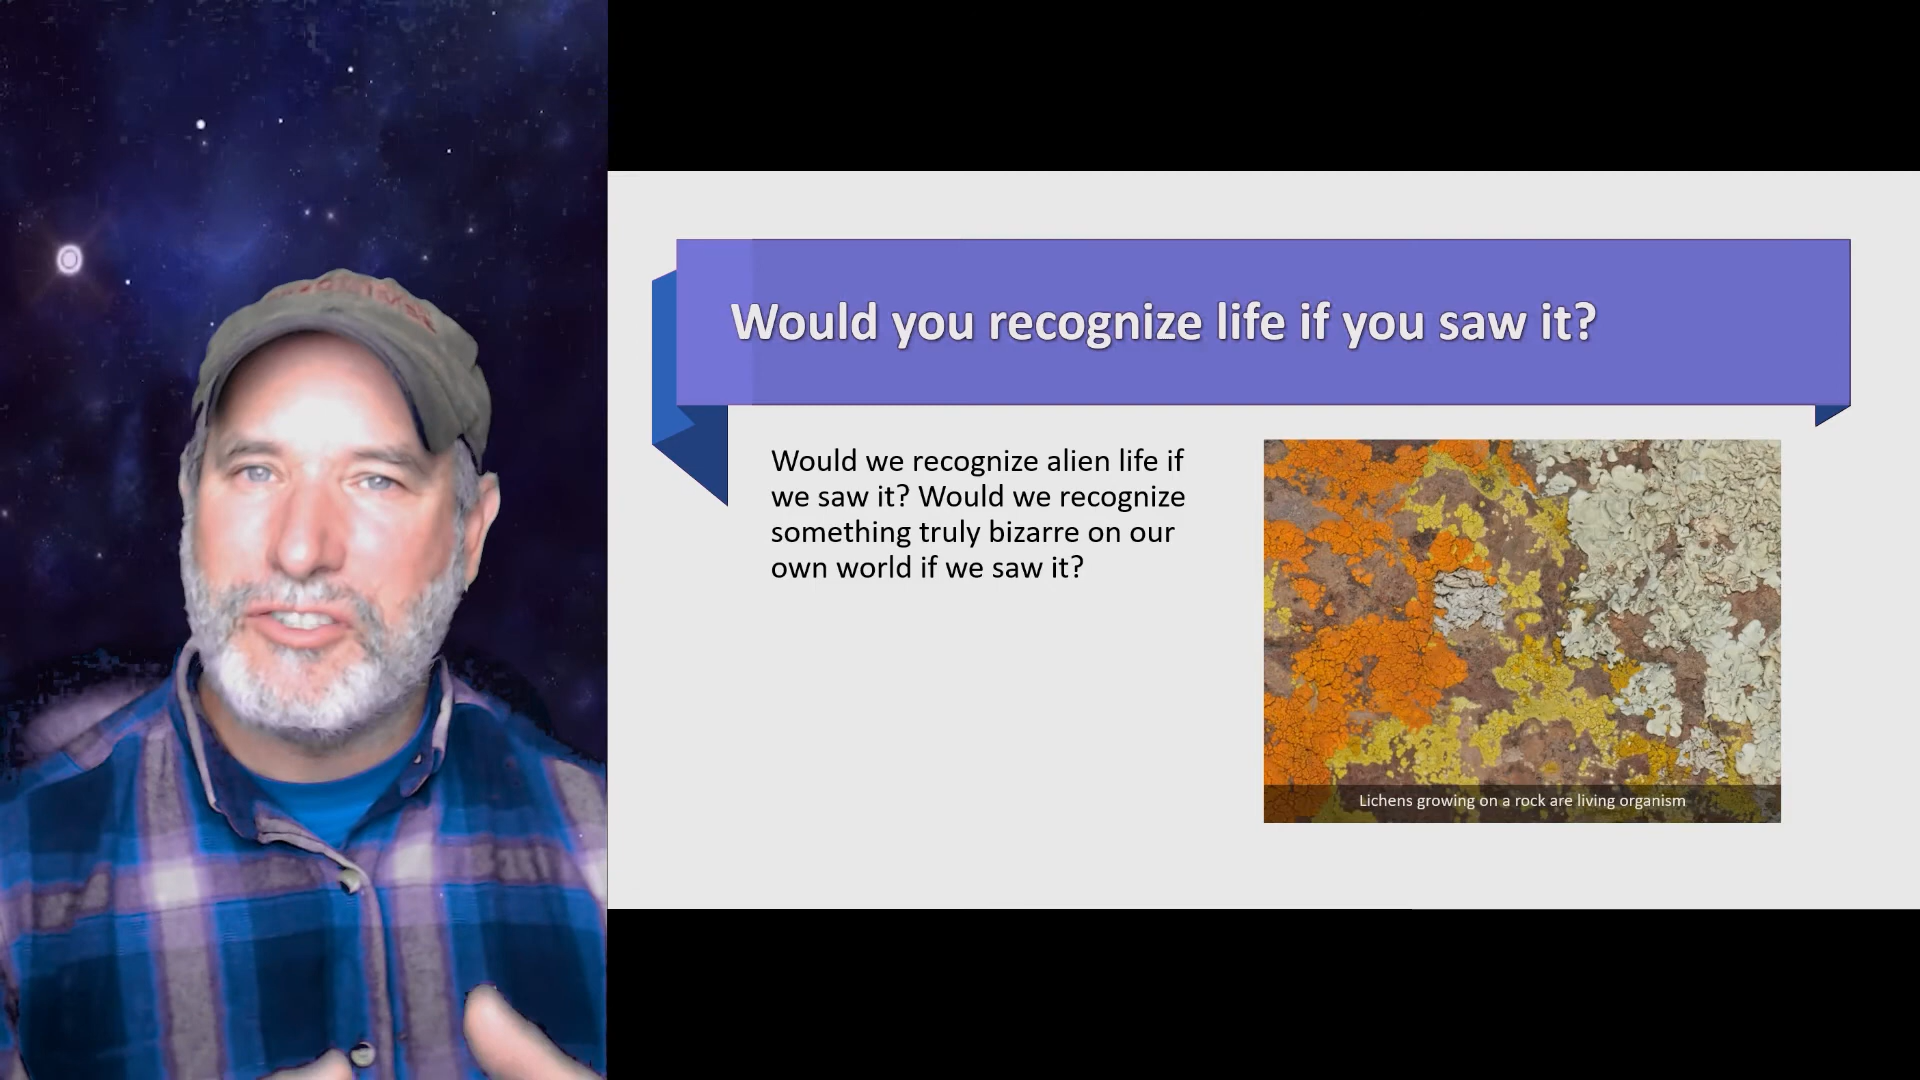 Would you recognize life if you saw it?
Would we recognize alien life if
we saw it? Would we recognize
something truly bizarre on our
own world if we saw it?
Lichens growing on a rock are living organism